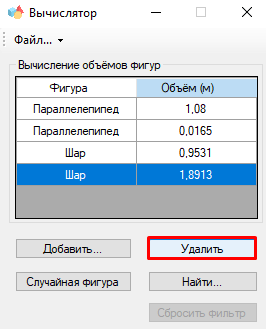 Вычислятор
Файл...
Вычисление объёмов фигур
Фигура Объём (м)
Параллелепипед 1,08
Параллелепипед 0,0165
Шар 0,9531
Шар 1,8913
Добавить... Удалить
Случайная фигура Найти...
Сбросить фильтр